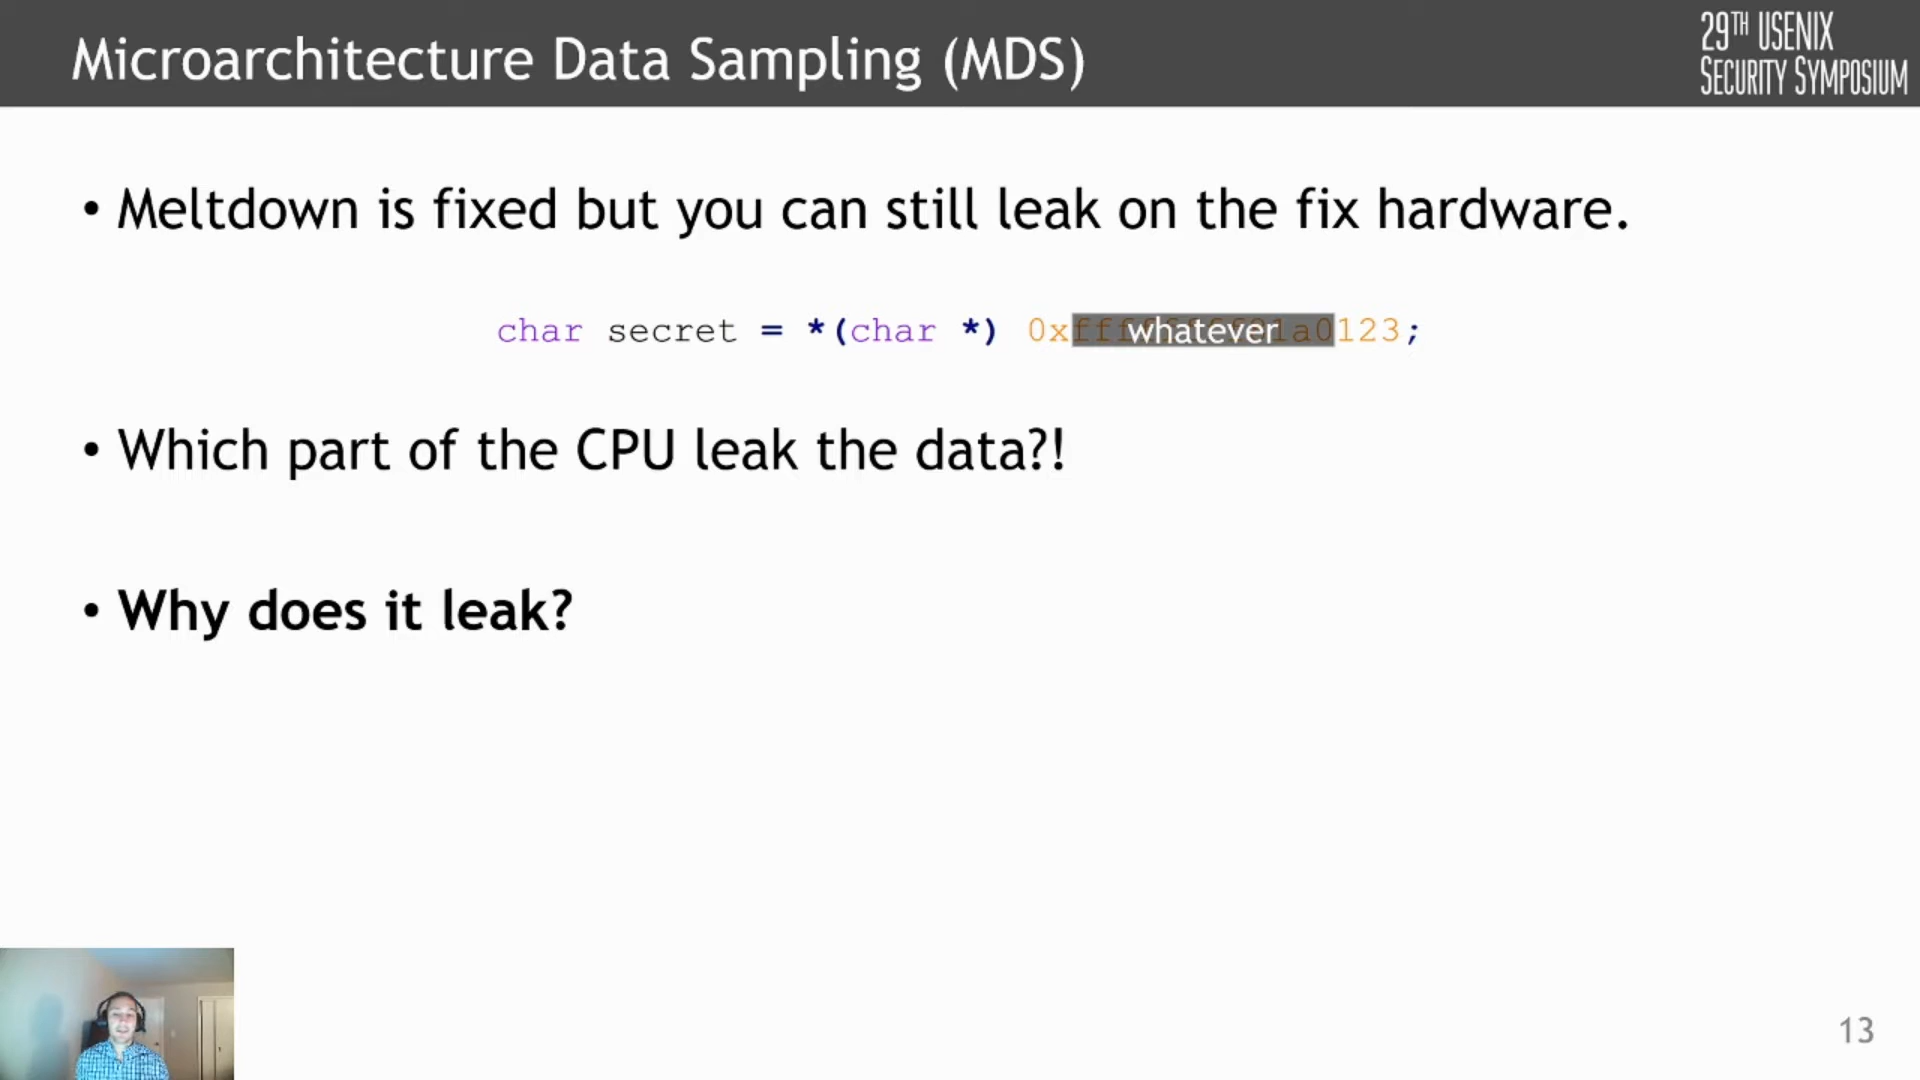 Microarchitecture Data Sampling (MDS)
29TH USENIX
SECURITY SYMPOSIUM
• Meltdown is fixed but you can still leak on the fix hardware.
char secret = *(char *) 0x whatever 123;
• Which part of the CPU leak the data?!
• Why does it leak?
13